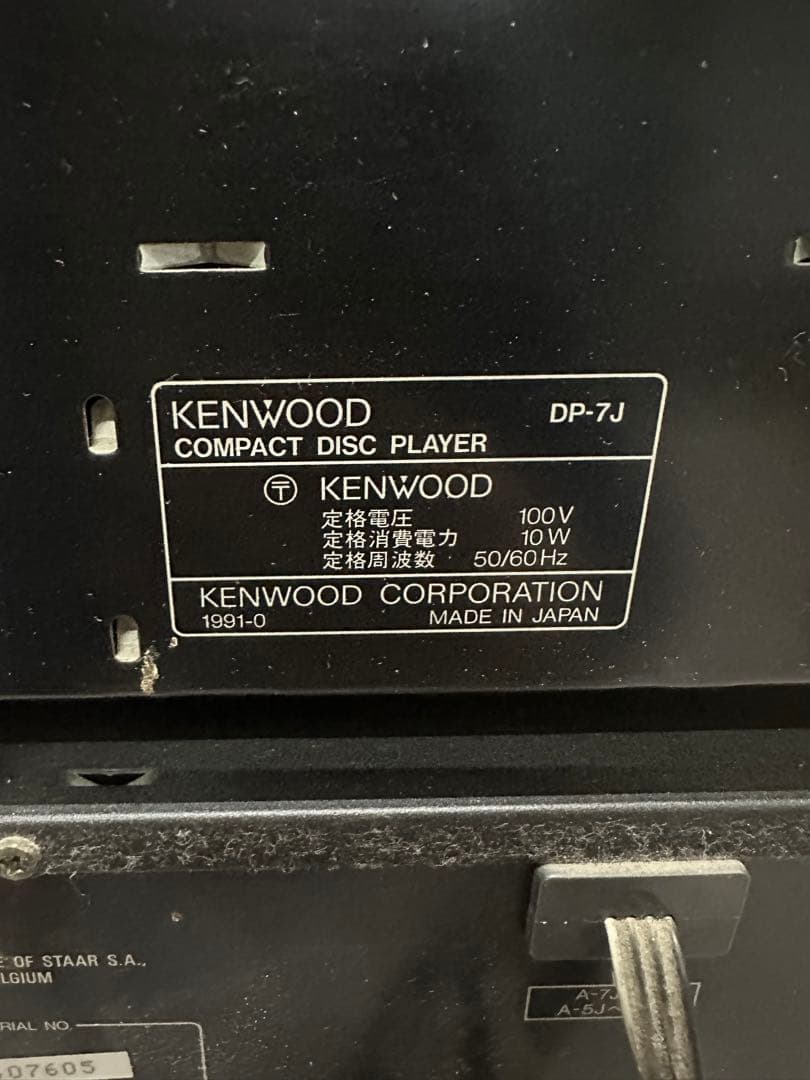 KENWOOD DP-7J
COMPACT DISC PLAYER
〒 KENWOOD
定格電圧 100V
定格消費電力 10W
定格周波数 50/60Hz
KENWOOD CORPORATION
1991-0 MADE IN JAPAN
OF STAAR S.A.,
LGIUM
A-7J
A-5J~
RIAL NO.
07605